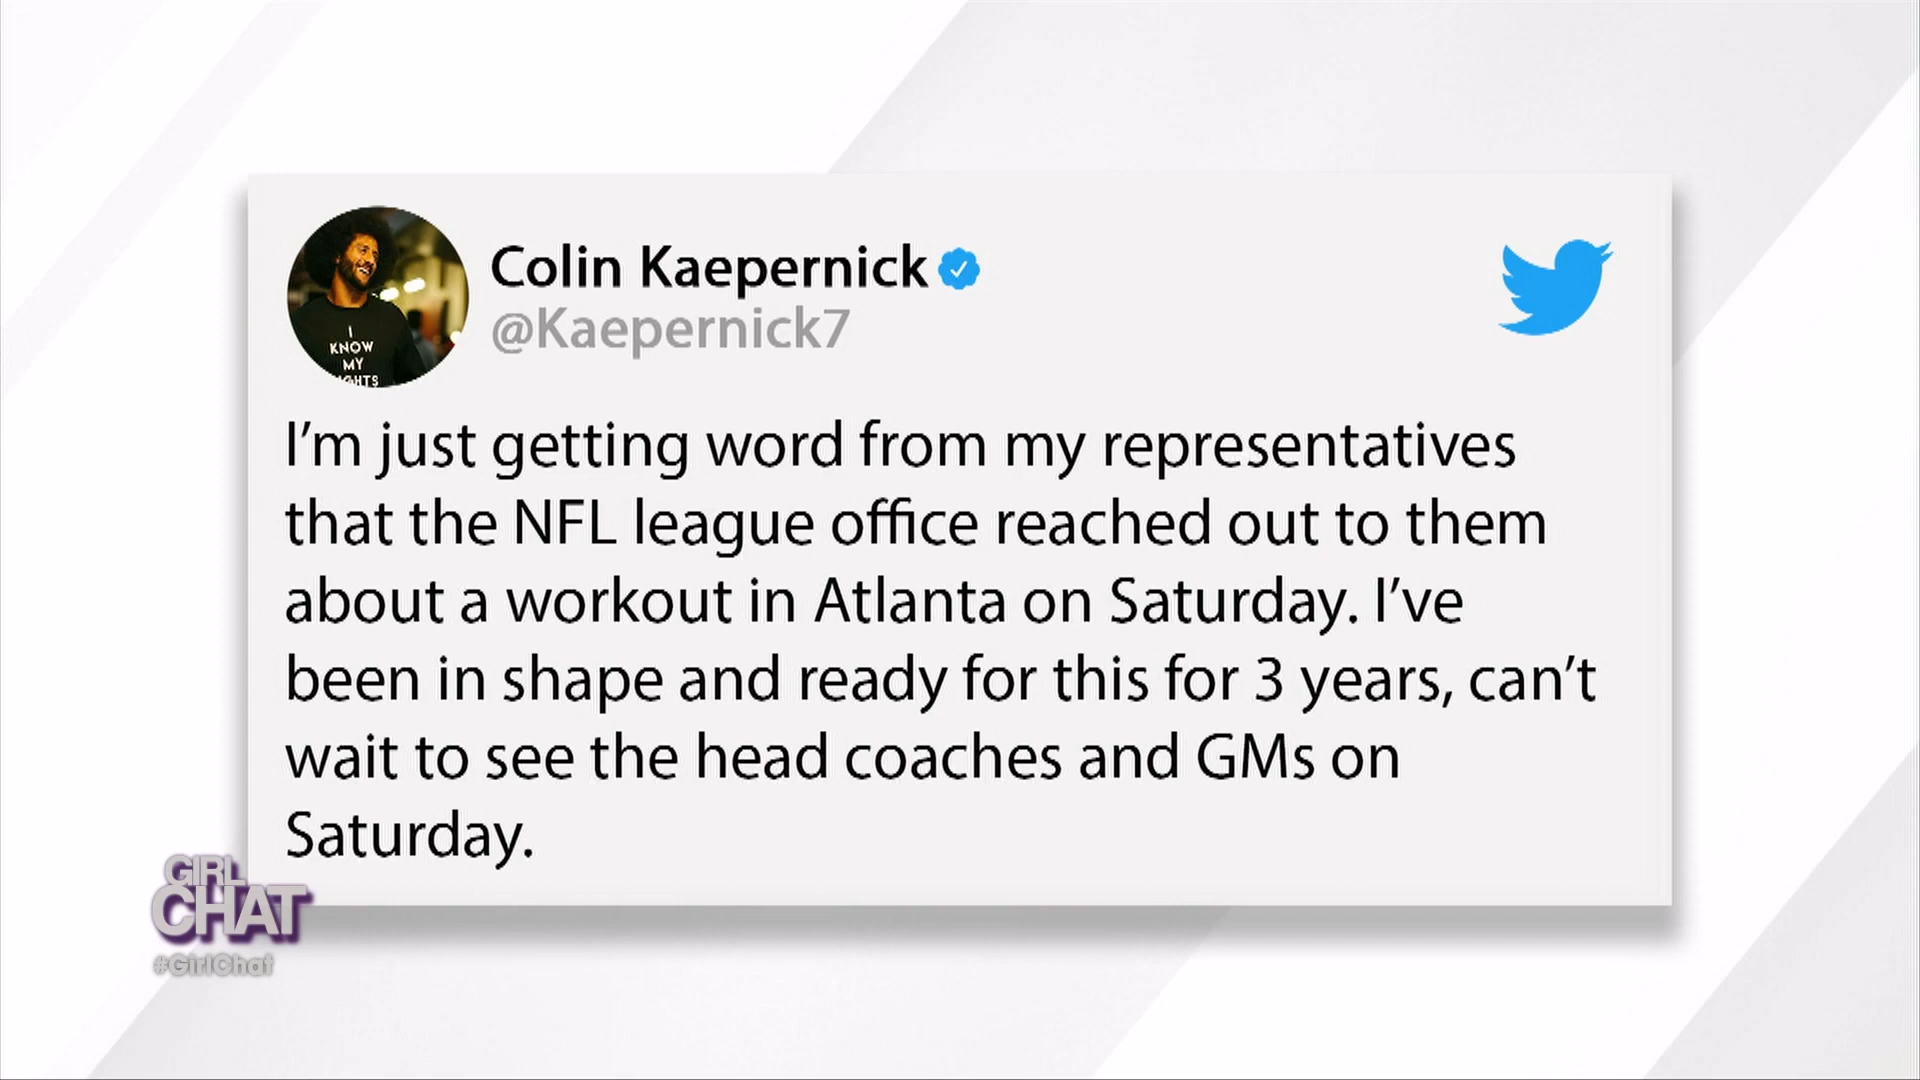 Colin Kaepernick
@Kaepernick7
I
KNOW
MY
I’m just getting word from my representatives
that the NFL league office reached out to them
about a workout in Atlanta on Saturday. I’ve
been in shape and ready for this for 3 years, can’t
wait to see the head coaches and GMs on
Saturday.
GIRL
CHAT
#GirlChat